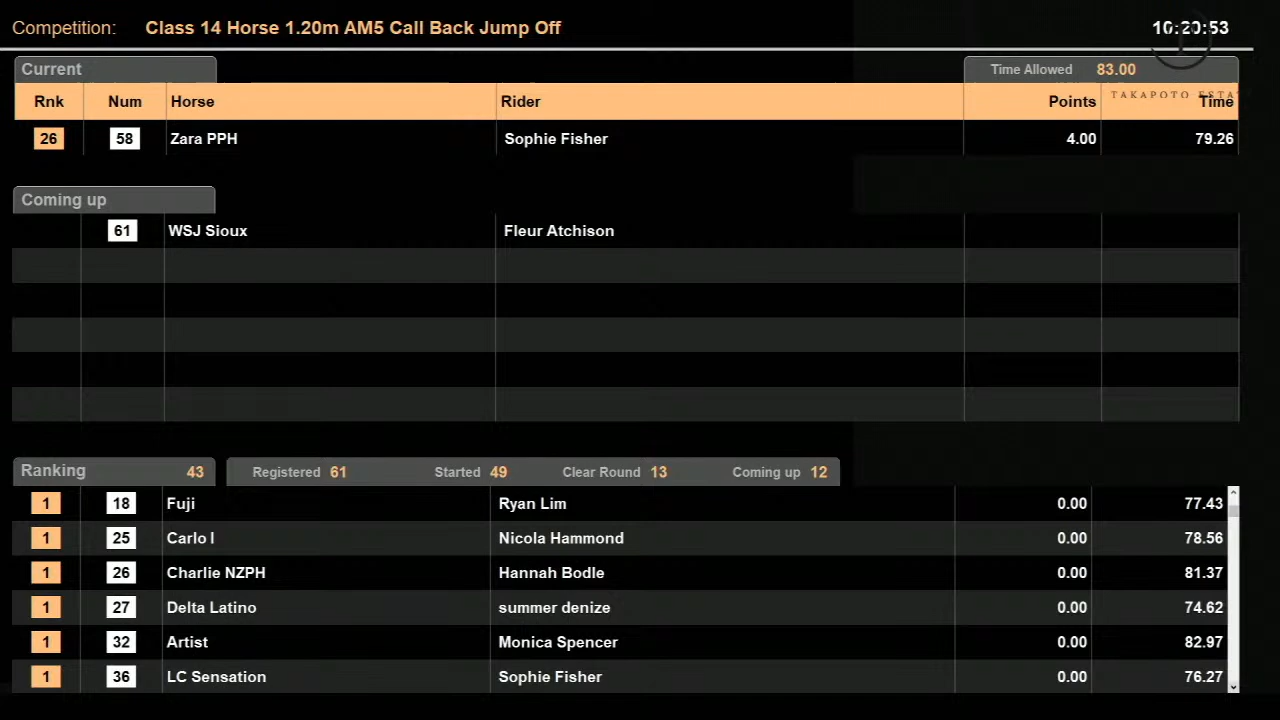 Competition: Class 14 Horse 1.20m AM5 Call Back Jump Off 10:20:53
Current Time Allowed 83.00
TAKAPOTO ESTA
Rnk Num Horse Rider Points Time
26 58 Zara PPH Sophie Fisher 4.00 79.26
Coming up
61 WSJ Sioux Fleur Atchison
Ranking 43 Registered 61 Started 49 Clear Round 13 Coming up 12
1 18 Fuji Ryan Lim 0.00 77.43
1 25 Carlo I Nicola Hammond 0.00 78.56
1 26 Charlie NZPH Hannah Bodle 0.00 81.37
1 27 Delta Latino summer denize 0.00 74.62
1 32 Artist Monica Spencer 0.00 82.97
1 36 LC Sensation Sophie Fisher 0.00 76.27